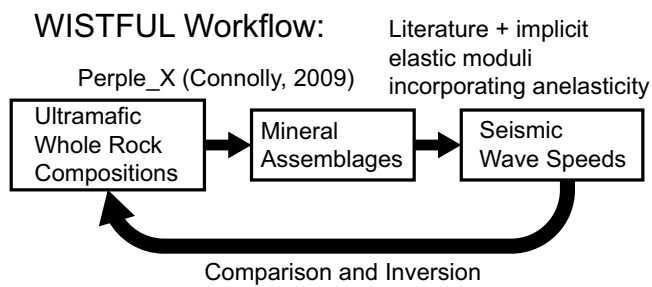 WISTFUL Workflow:
Literature + implicit
elastic moduli
incorporating anelasticity
Perple_X (Connolly, 2009)
Ultramafic
Whole Rock
Compositions
Mineral
Assemblages
Seismic
Wave Speeds
Comparison and Inversion